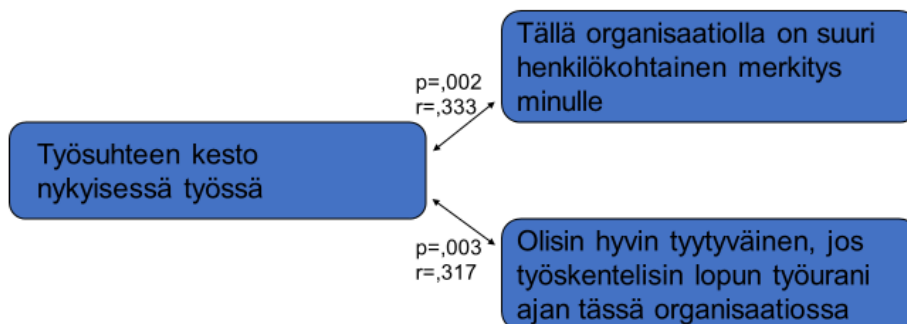 Tällä organisaatiolla on suuri
henkilökohtainen merkitys
minulle
p=,002
r=,333
Työsuhteen kesto
nykyisessä työssä
p=,003
r=,317
Olisin hyvin tyytyväinen, jos
työskentelisin lopun työurani
ajan tässä organisaatiossa